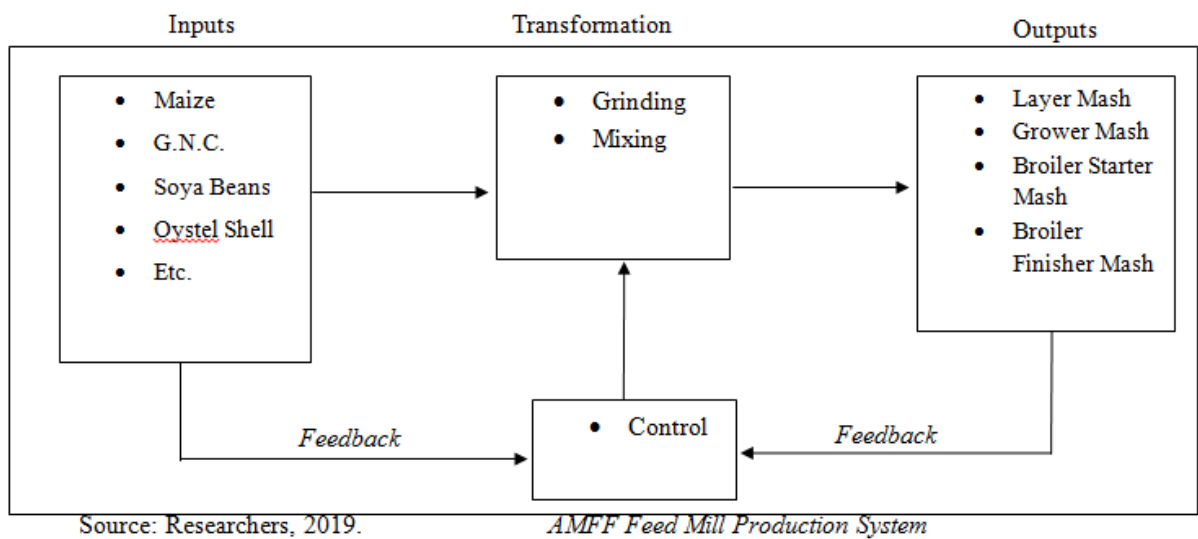 Inputs
Transformation
Outputs
• Maize
• G.N.C.
• Soya Beans
• Oystel Shell
• Etc.
• Grinding
• Mixing
• Layer Mash
• Grower Mash
• Broiler Starter
Mash
• Broiler
Finisher Mash
Feedback
• Control
Feedback
Source: Researchers, 2019.
AMFF Feed Mill Production System